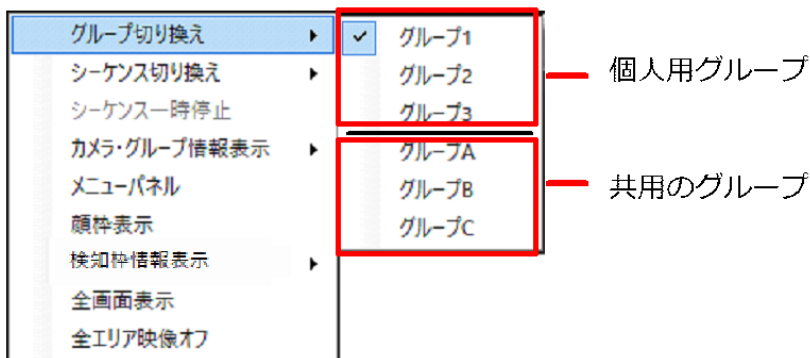 グループ切り換え
シーケンス切り換え
シーケンス一時停止
カメラ・グループ情報表示
メニューパネル
顔枠表示
検知枠情報表示
全画面表示
全エリア映像オフ
グループ1
グループ2
グループ3
グループA
グループB
グループC
個人用グループ
共用のグループ